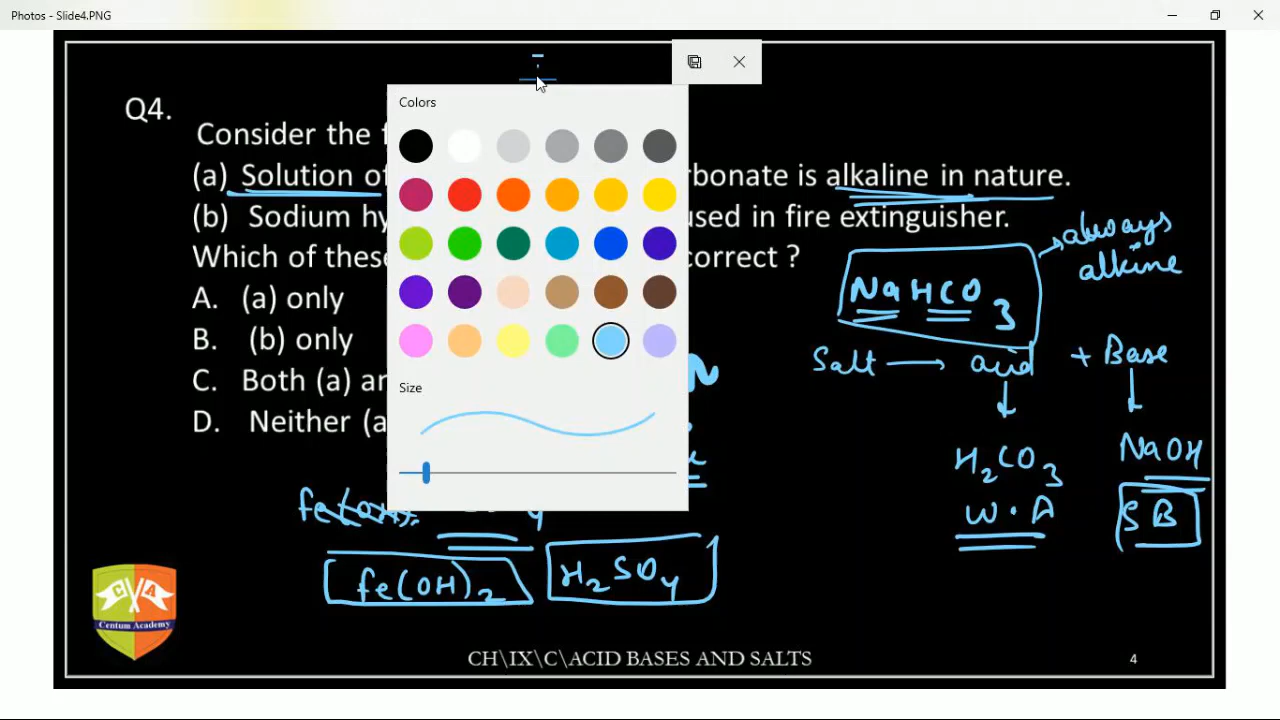 Photos - Slide4.PNG
Q4.
Consider the
(a) Solution of rbonate is alkaline in nature.
(b) Sodium hy used in fire extinguisher.
Which of these correct ?
A. (a) only
B. (b) only
C. Both (a) an
D. Neither (a
Colors
Size
always
alkine
NaHCO3
Salt → acid + Base
↓ ↓
H2CO3 NaOH
W.A SB
Fe(OH)2 H2SO4
C A
Centum Academy
CH\IX\C\ACID BASES AND SALTS
4